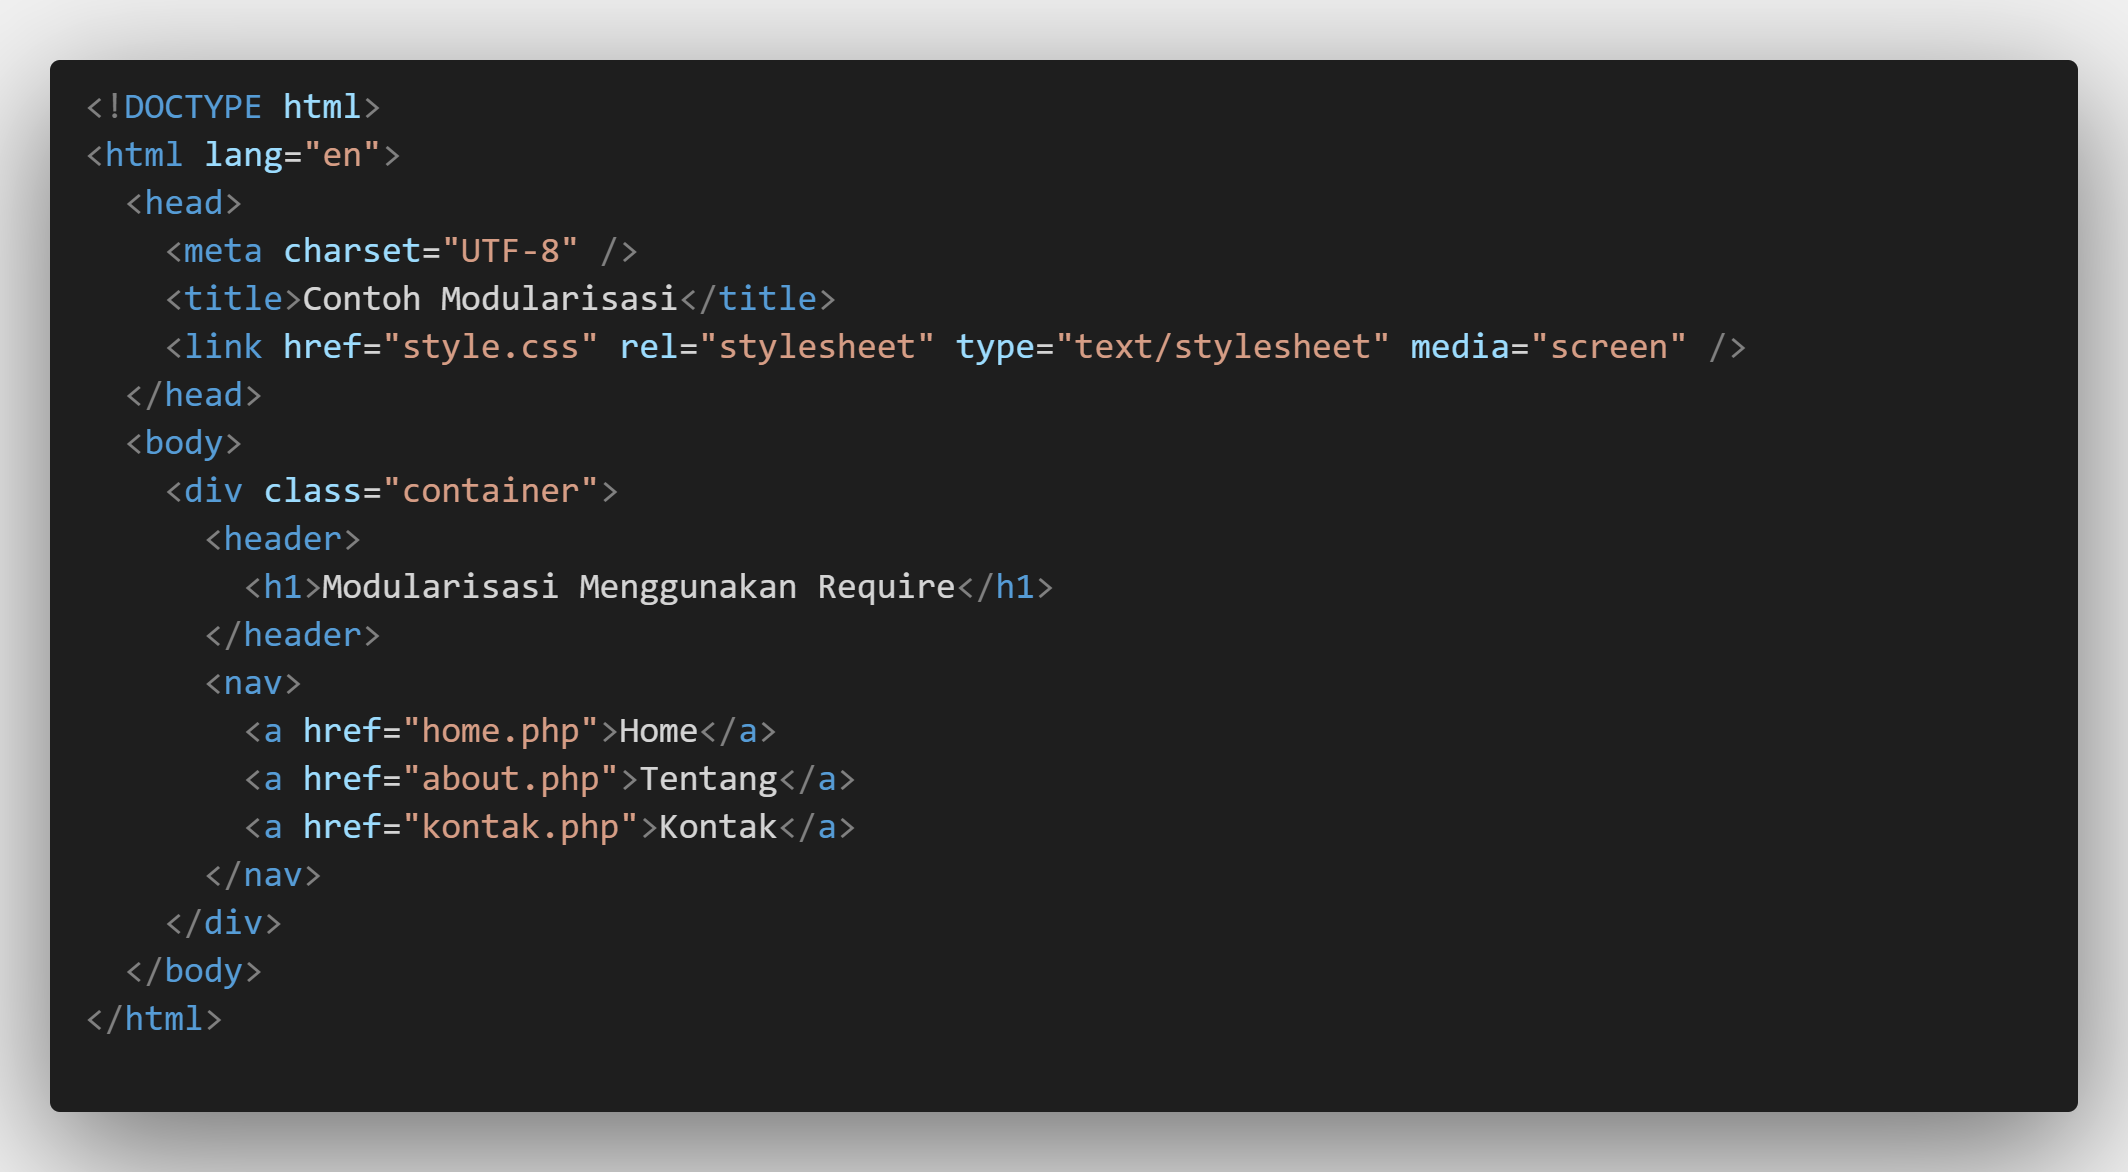 <!DOCTYPE html>
<html lang="en">
  <head>
    <meta charset="UTF-8" />
    <title>Contoh Modularisasi</title>
    <link href="style.css" rel="stylesheet" type="text/stylesheet" media="screen" />
  </head>
  <body>
    <div class="container">
      <header>
        <h1>Modularisasi Menggunakan Require</h1>
      </header>
      <nav>
        <a href="home.php">Home</a>
        <a href="about.php">Tentang</a>
        <a href="kontak.php">Kontak</a>
      </nav>
    </div>
  </body>
</html>